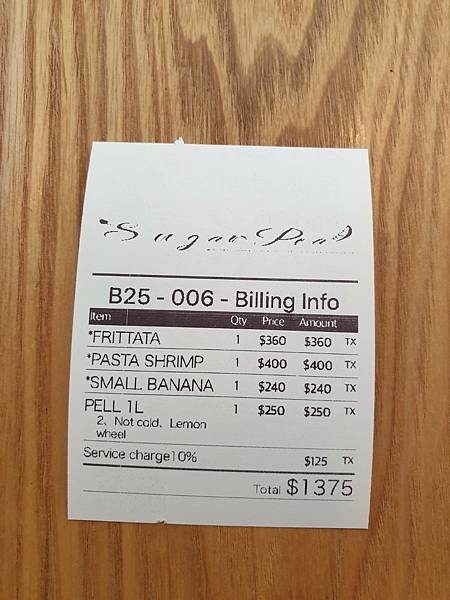 Sugar Pea
B25 - 006 - Billing Info
Item Qty Price Amount
*FRITTATA 1 $360 $360 TX
*PASTA SHRIMP 1 $400 $400 TX
*SMALL BANANA 1 $240 $240 TX
PELL 1L 1 $250 $250 TX
2、Not cold、Lemon
wheel
Service charge10% $125 TX
Total $1375